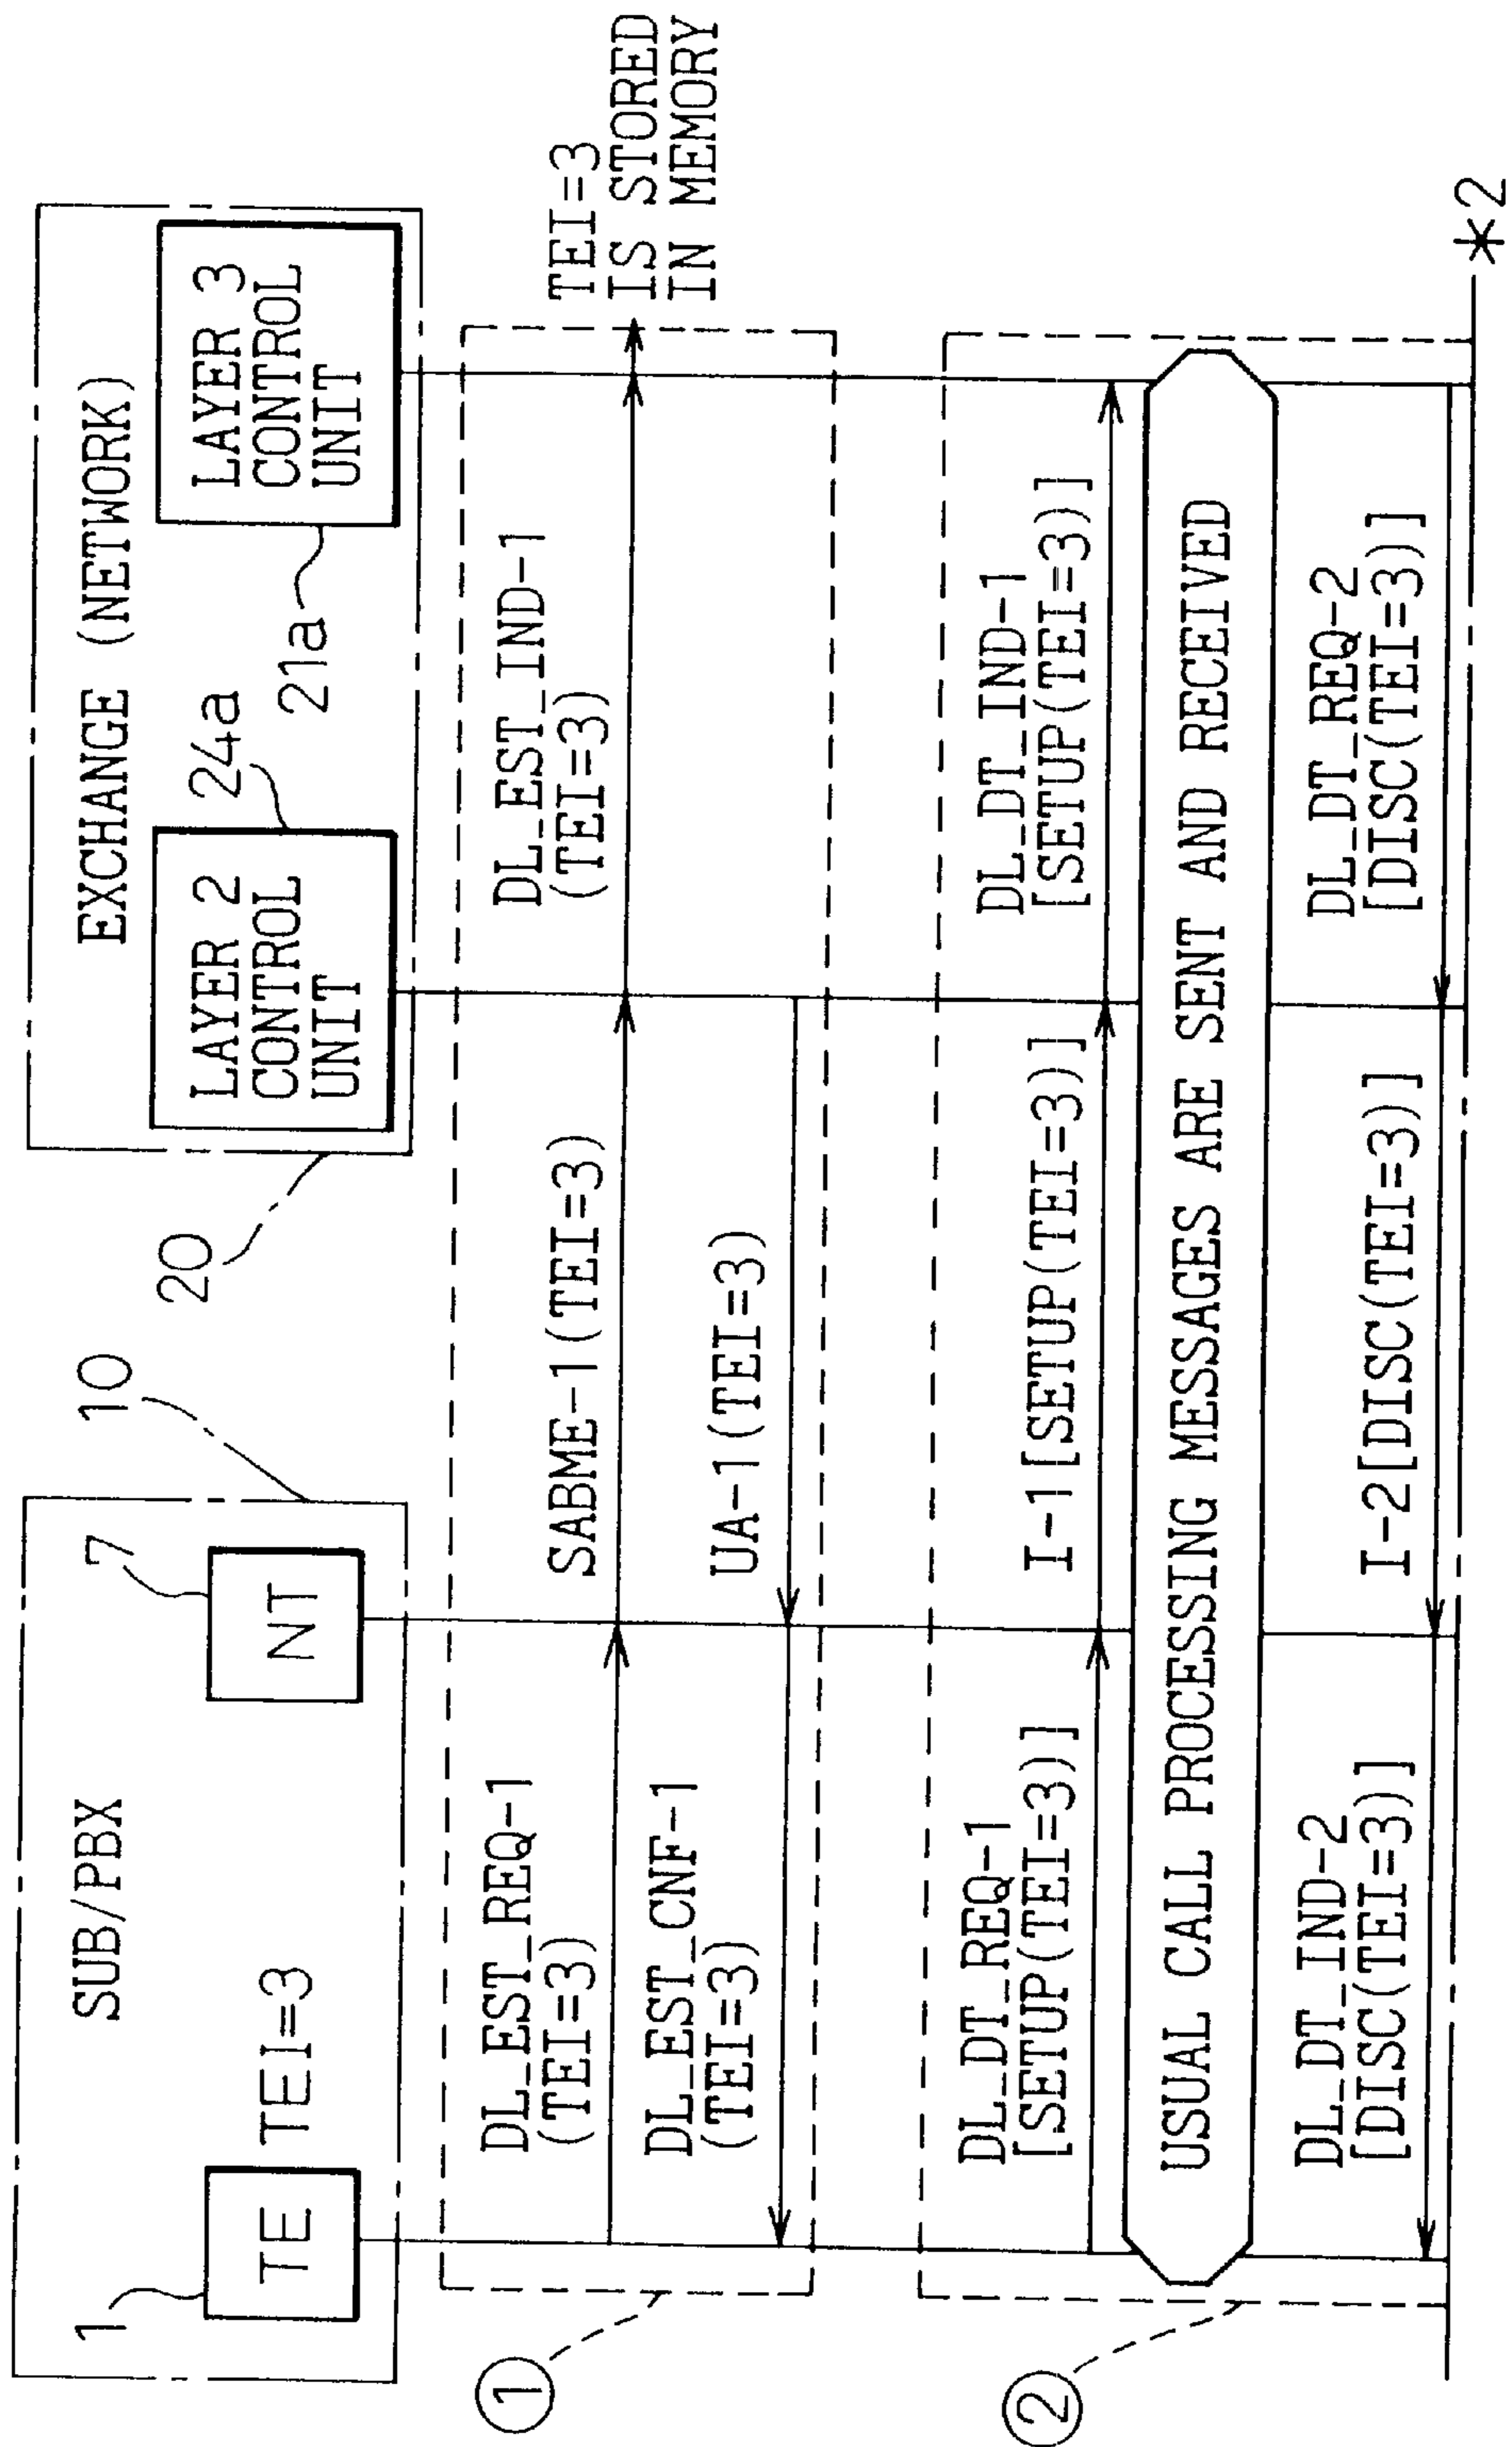 SUB/PBX
10
EXCHANGE (NETWORK)
20
1
TE
TEI=3
7
NT
LAYER 2
CONTROL
UNIT
24a
LAYER 3
CONTROL
UNIT
21a
1
DL_EST_REQ-1
(TEI=3)
SABME-1(TEI=3)
DL_EST_IND-1
(TEI=3)
TEI=3
IS STORED
IN MEMORY
DL_EST_CNF-1
(TEI=3)
UA-1(TEI=3)
2
DL_DT_REQ-1
[SETUP(TEI=3)]
I-1[SETUP(TEI=3)]
DL_DT_IND-1
[SETUP(TEI=3)]
USUAL CALL PROCESSING MESSAGES ARE SENT AND RECEIVED
DL_DT_IND-2
[DISC(TEI=3)]
I-2[DISC(TEI=3)]
DL_DT_REQ-2
[DISC(TEI=3)]
*2